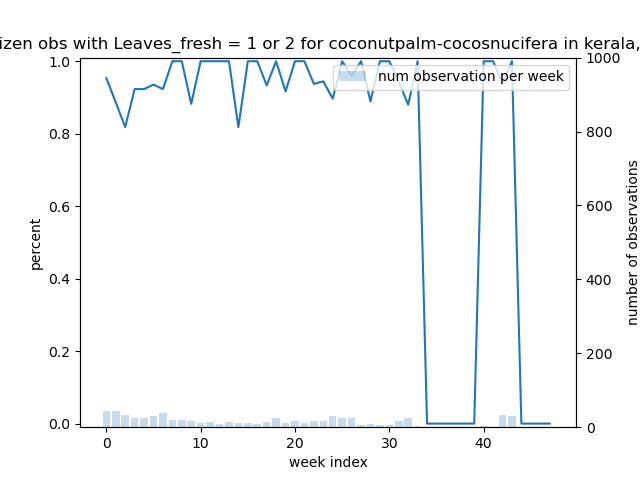 izen obs with Leaves_fresh = 1 or 2 for coconutpalm-cocosnucifera in kerala,
num observation per week
1.0
0.8
0.6
0.4
0.2
0.0
percent
1000
800
600
400
200
0
number of observations
0 10 20 30 40
week index